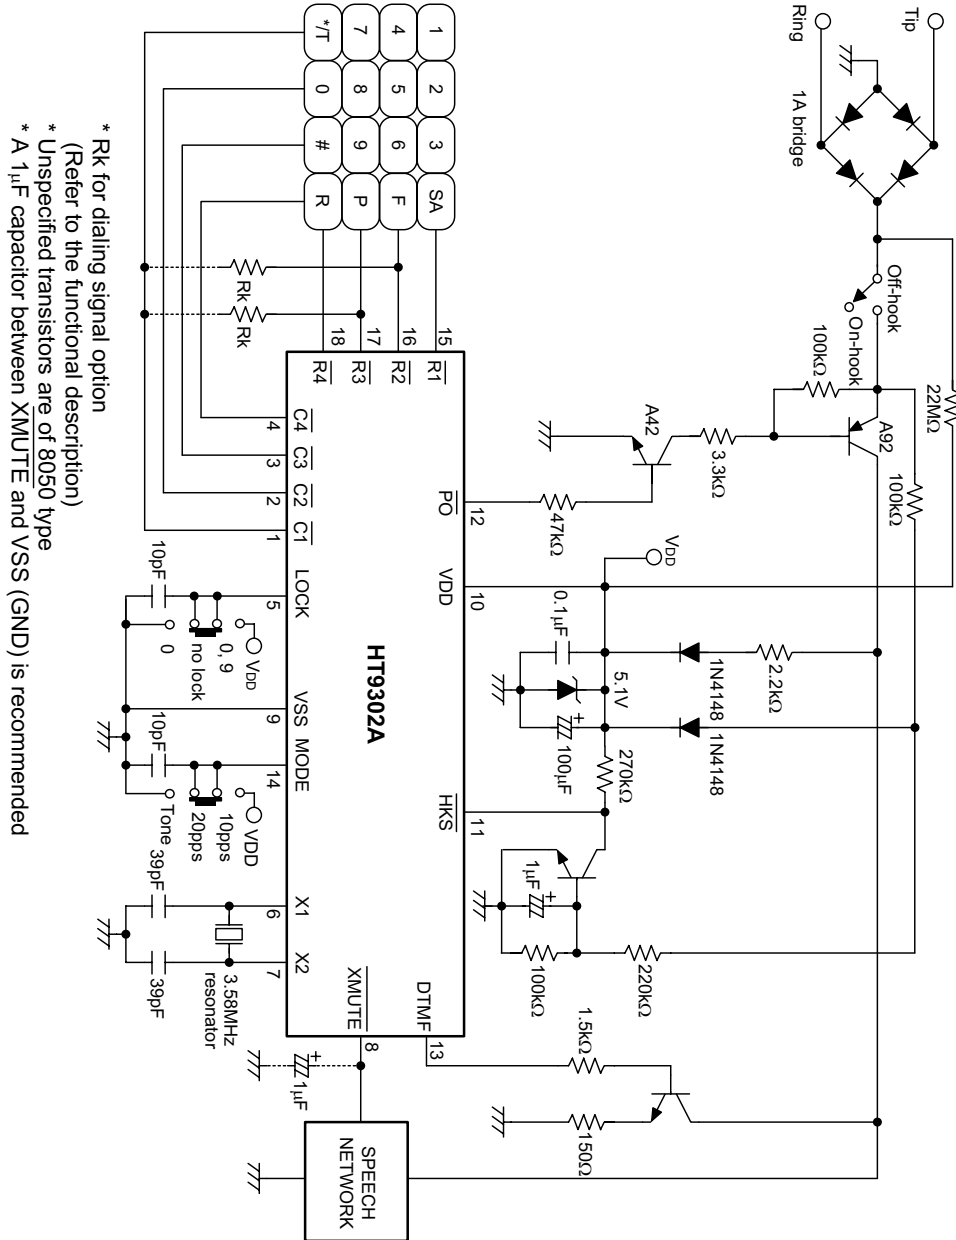 Tip
Ring
1A bridge
Off-hook
On-hook
22MΩ
100kΩ
A92
100kΩ
A42
3.3kΩ
47kΩ
VDD
0.1μF
5.1V
100μF
1N4148
1N4148
2.2kΩ
270kΩ
1μF
+
+
100kΩ
220kΩ
1.5kΩ
150Ω
1 2 3 SA
4 5 6 F
7 8 9 P
*/T 0 # R
Rk
Rk
15 16 17 18
R1 R2 R3 R4
C4 C3 C2 C1
4 3 2 1
PO
12
VDD
10
HKS
11
DTMF
13
XMUTE
8
HT9302A
LOCK
5
VSS
9
MODE
14
X1
6
X2
7
10pF
VDD
0, 9
no lock
0
10pF
VDD
10pps
20pps
Tone
39pF
39pF
3.58MHz
resonator
+
1μF
SPEECH
NETWORK
* Rk for dialing signal option
(Refer to the functional description)
* Unspecified transistors are of 8050 type
* A 1μF capacitor between XMUTE and VSS (GND) is recommended